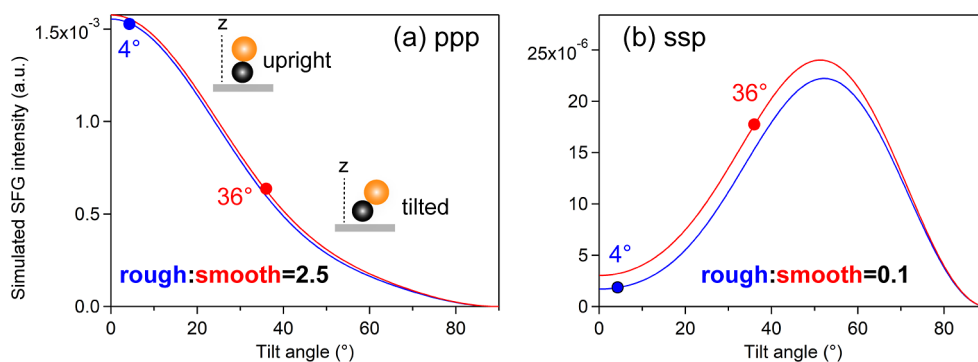 (a) ppp
z
upright
4°
36°
z
tilted
rough:smooth=2.5
1.5x10⁻³
1.0
0.5
0.0
0
20
40
60
80
Tilt angle (°)
Simulated SFG intensity (a.u.)
(b) ssp
36°
4°
rough:smooth=0.1
25x10⁻⁶
20
15
10
5
0
0
20
40
60
80
Tilt angle (°)